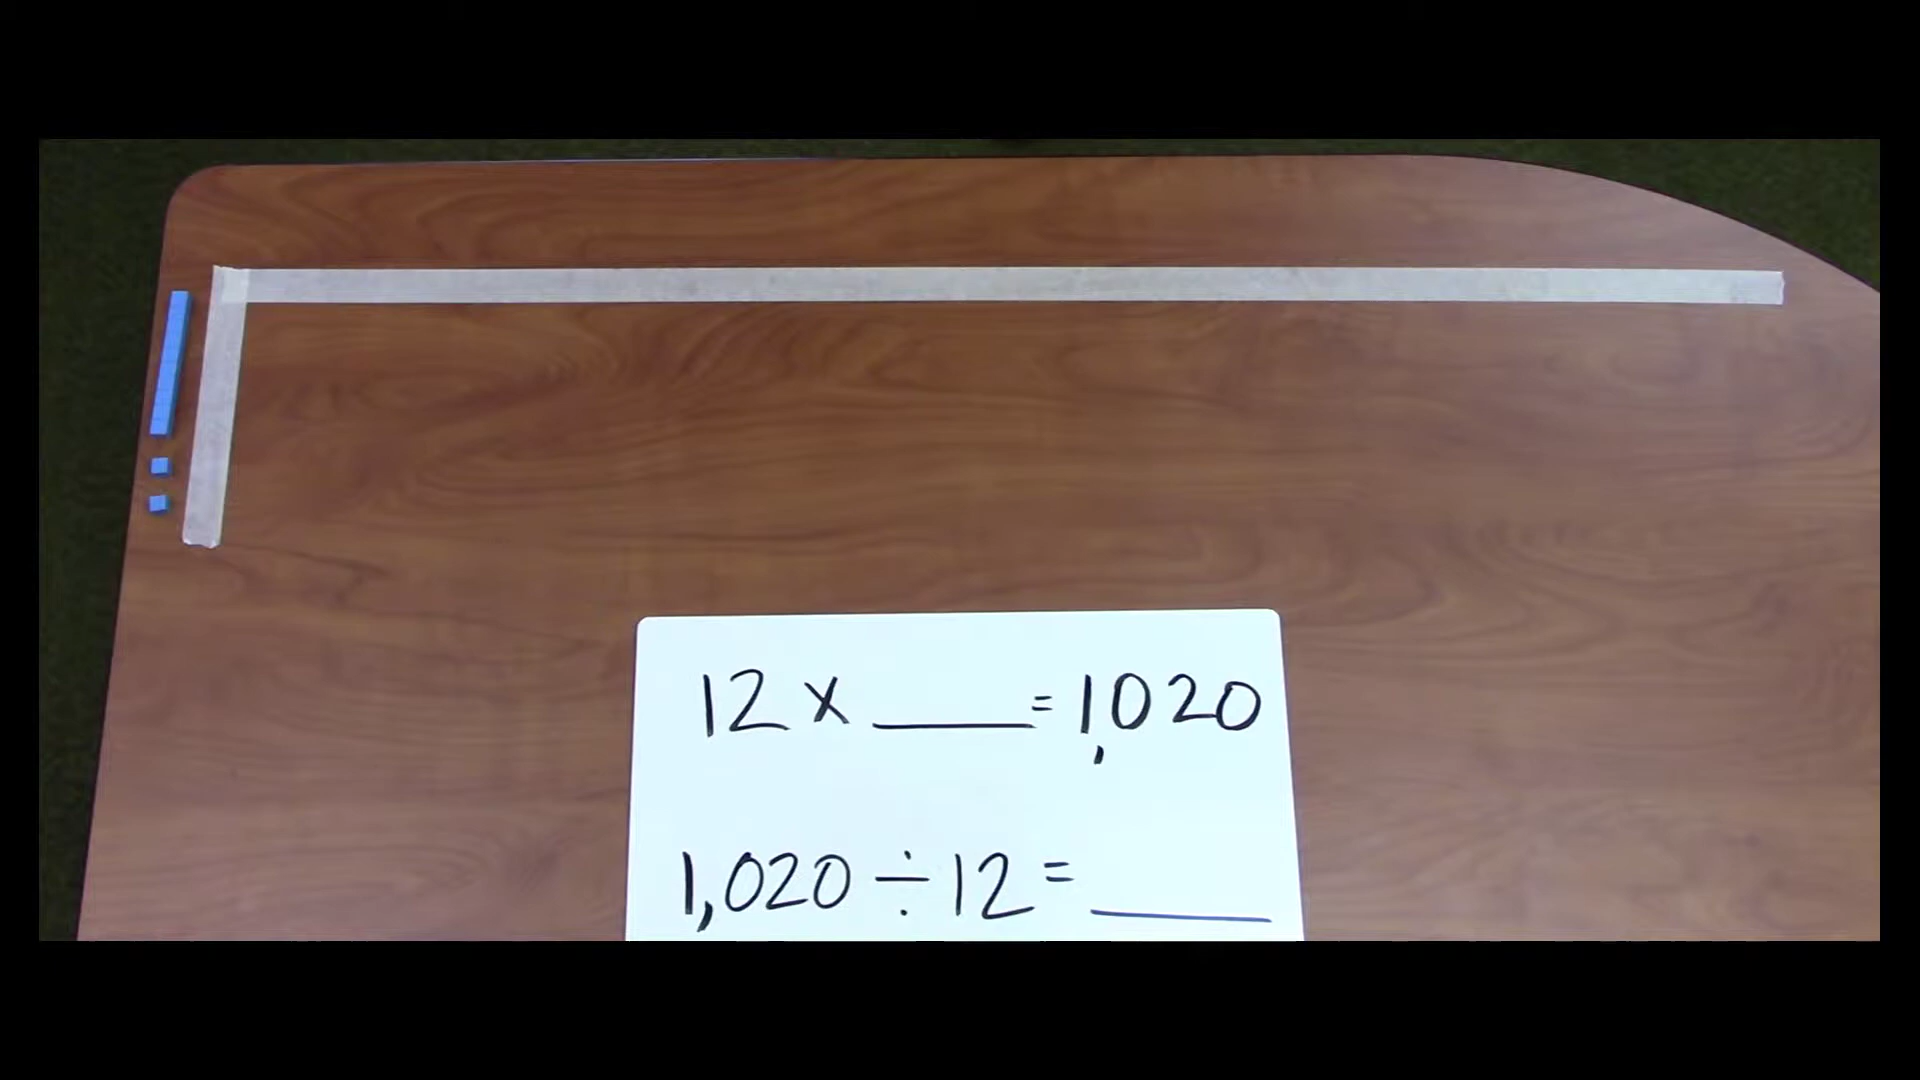 12 x ____ = 1,020
1,020 ÷ 12 = ____